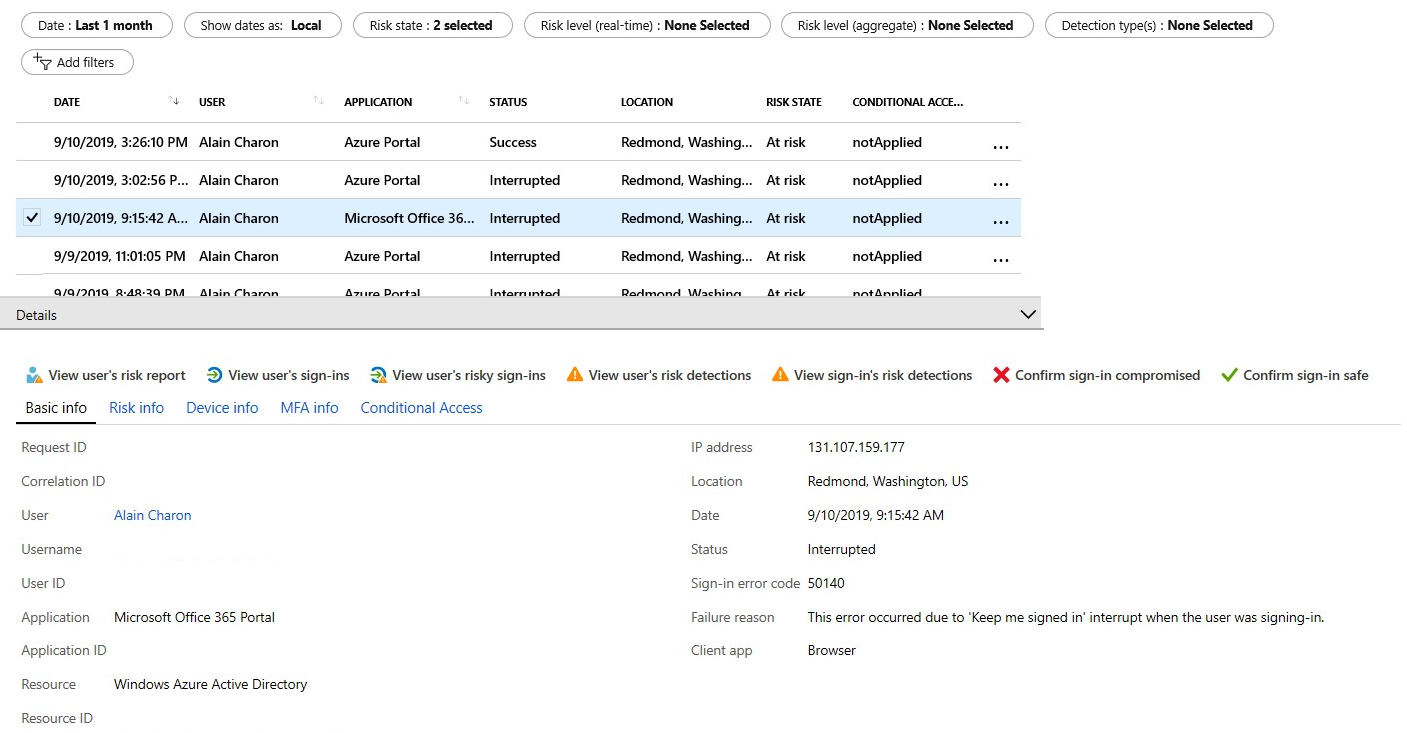 Date : Last 1 month Show dates as: Local Risk state : 2 selected Risk level (real-time) : None Selected Risk level (aggregate) : None Selected Detection type(s) : None Selected
Add filters
DATE USER APPLICATION STATUS LOCATION RISK STATE CONDITIONAL ACCE...
9/10/2019, 3:26:10 PM Alain Charon Azure Portal Success Redmond, Washing... At risk notApplied ...
9/10/2019, 3:02:56 P... Alain Charon Azure Portal Interrupted Redmond, Washing... At risk notApplied ...
9/10/2019, 9:15:42 A... Alain Charon Microsoft Office 36... Interrupted Redmond, Washing... At risk notApplied ...
9/9/2019, 11:01:05 PM Alain Charon Azure Portal Interrupted Redmond, Washing... At risk notApplied ...
9/9/2019, 8:48:39 PM Alain Charon Azure Portal Interrupted Redmond, Washing At risk notApplied
Details
View user's risk report View user's sign-ins View user's risky sign-ins View user's risk detections View sign-in's risk detections Confirm sign-in compromised Confirm sign-in safe
Basic info Risk info Device info MFA info Conditional Access
Request ID IP address 131.107.159.177
Correlation ID Location Redmond, Washington, US
User Alain Charon Date 9/10/2019, 9:15:42 AM
Username Status Interrupted
User ID Sign-in error code 50140
Application Microsoft Office 365 Portal Failure reason This error occurred due to 'Keep me signed in' interrupt when the user was signing-in.
Application ID Client app Browser
Resource Windows Azure Active Directory
Resource ID